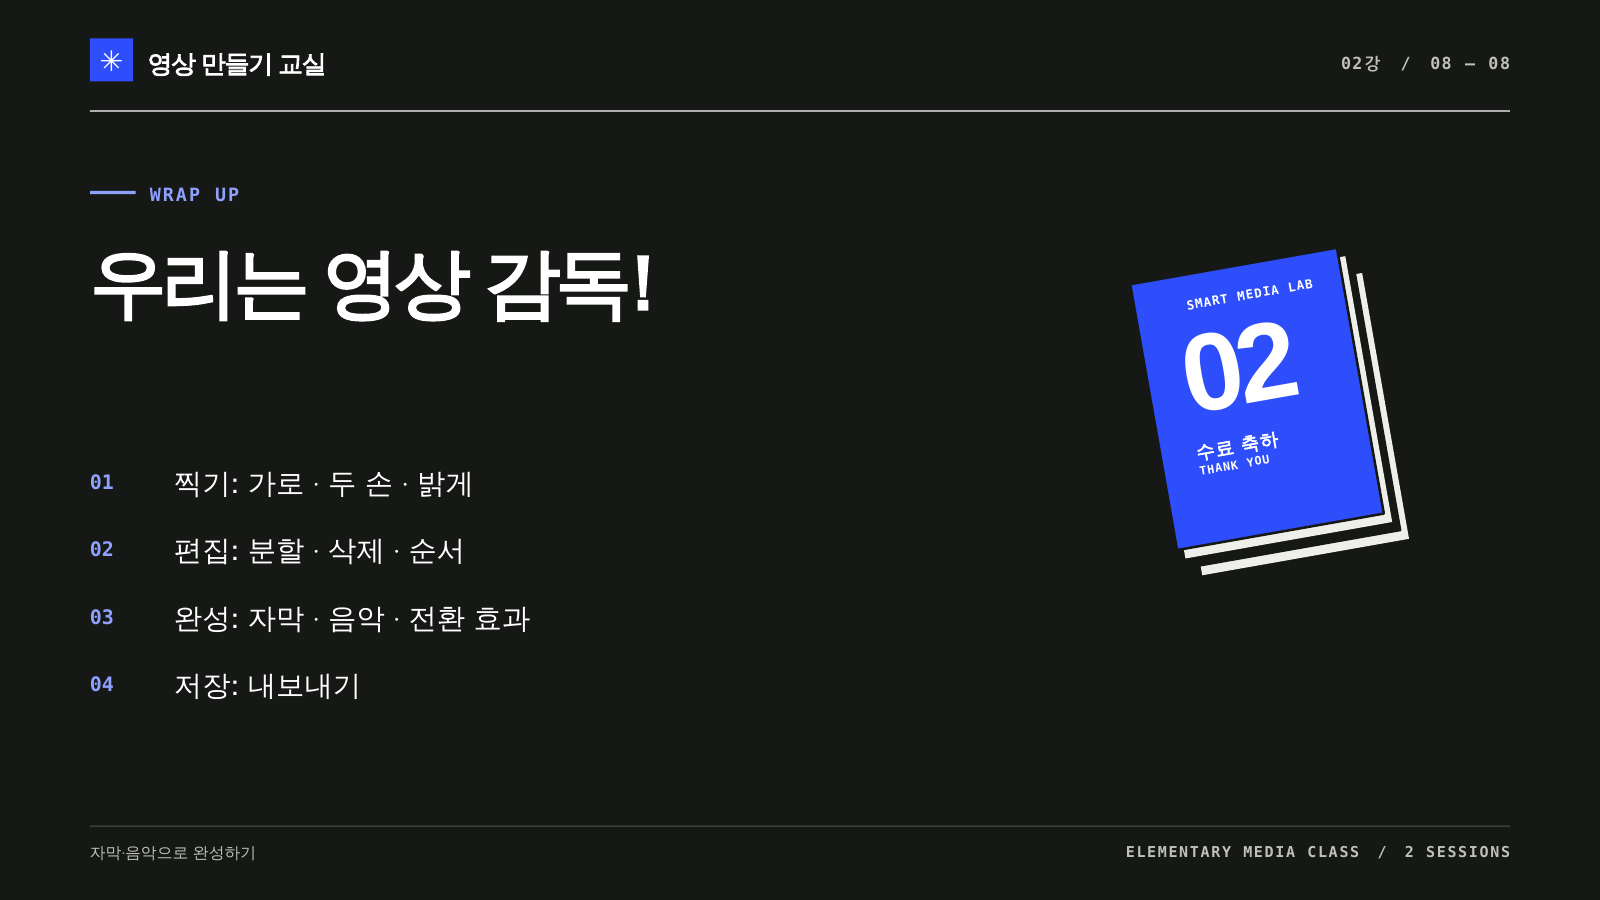 영상 만들기 교실
02강 / 08 — 08
WRAP UP
우리는 영상 감독!
01 찍기: 가로 · 두 손 · 밝게
02 편집: 분할 · 삭제 · 순서
03 완성: 자막 · 음악 · 전환 효과
04 저장: 내보내기
SMART MEDIA LAB
02
수료 축하
THANK YOU
자막·음악으로 완성하기
ELEMENTARY MEDIA CLASS / 2 SESSIONS